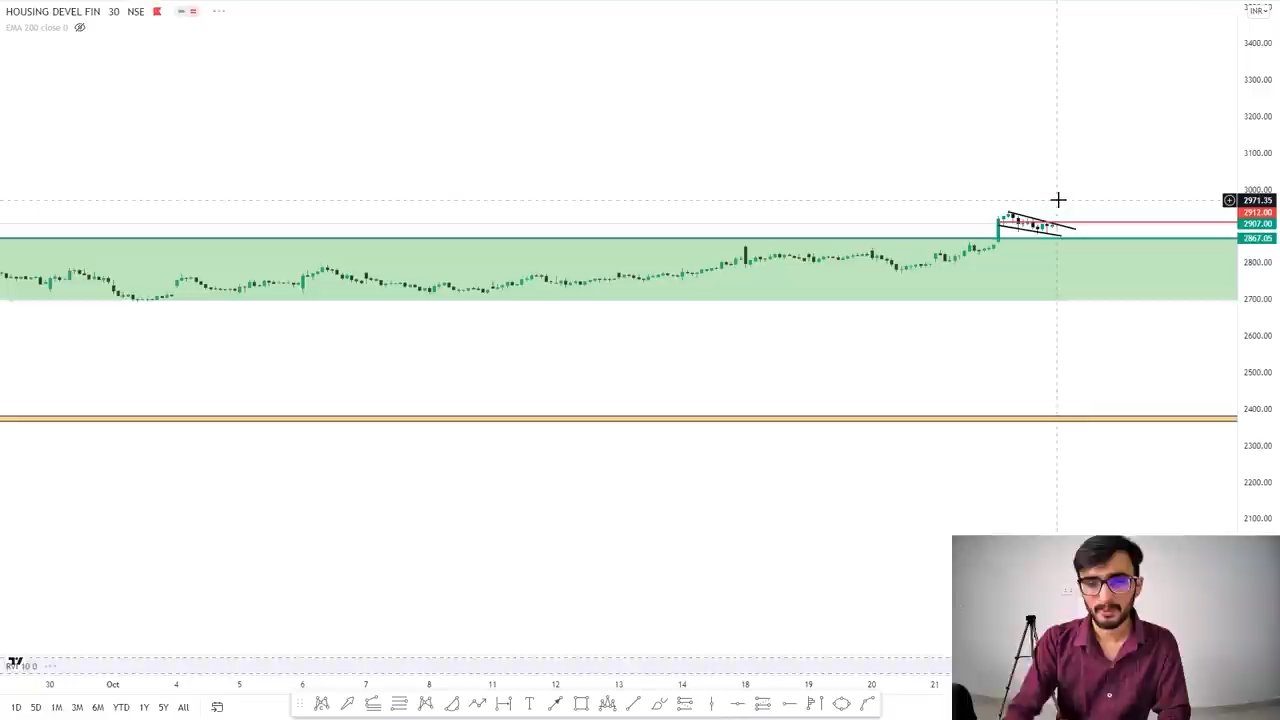 HOUSING DEVEL FIN 30 NSE
INR
EMA 200 close 0
3400.00
3300.00
3200.00
3100.00
3000.00
2971.35
2912.00
2907.00
2867.05
2800.00
2700.00
2600.00
2500.00
2400.00
2300.00
2200.00
2100.00
RVI 10 0
30 Oct 4 5 6 7 8 11 12 13 14 18 19 20 21
1D 5D 1M 3M 6M YTD 1Y 5Y All